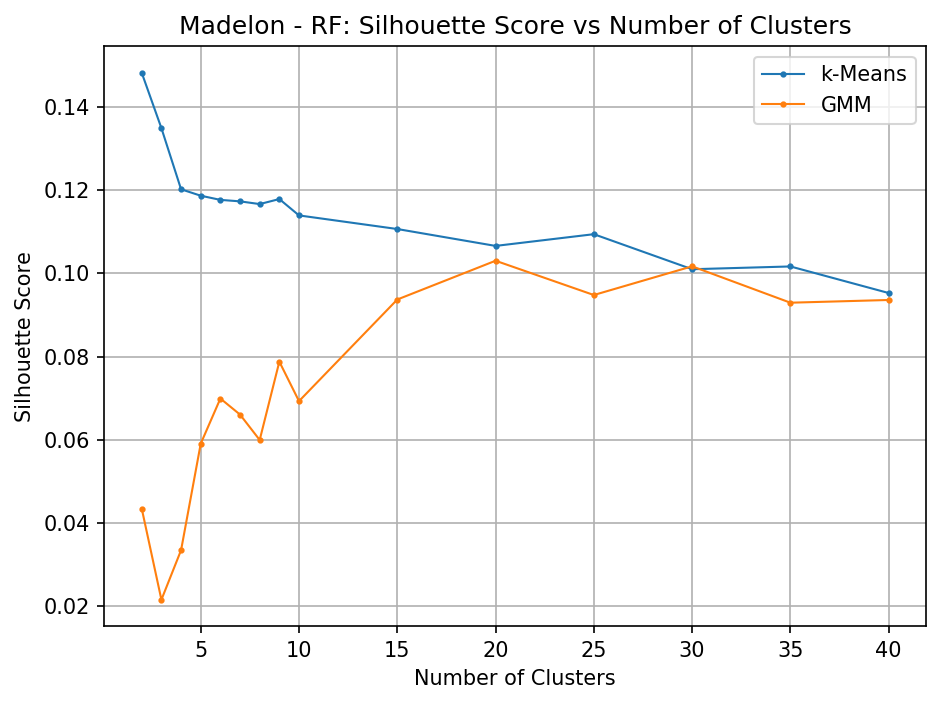 Madelon - RF: Silhouette Score vs Number of Clusters
k-Means
GMM
Silhouette Score
0.14
0.12
0.10
0.08
0.06
0.04
0.02
5 10 15 20 25 30 35 40
Number of Clusters